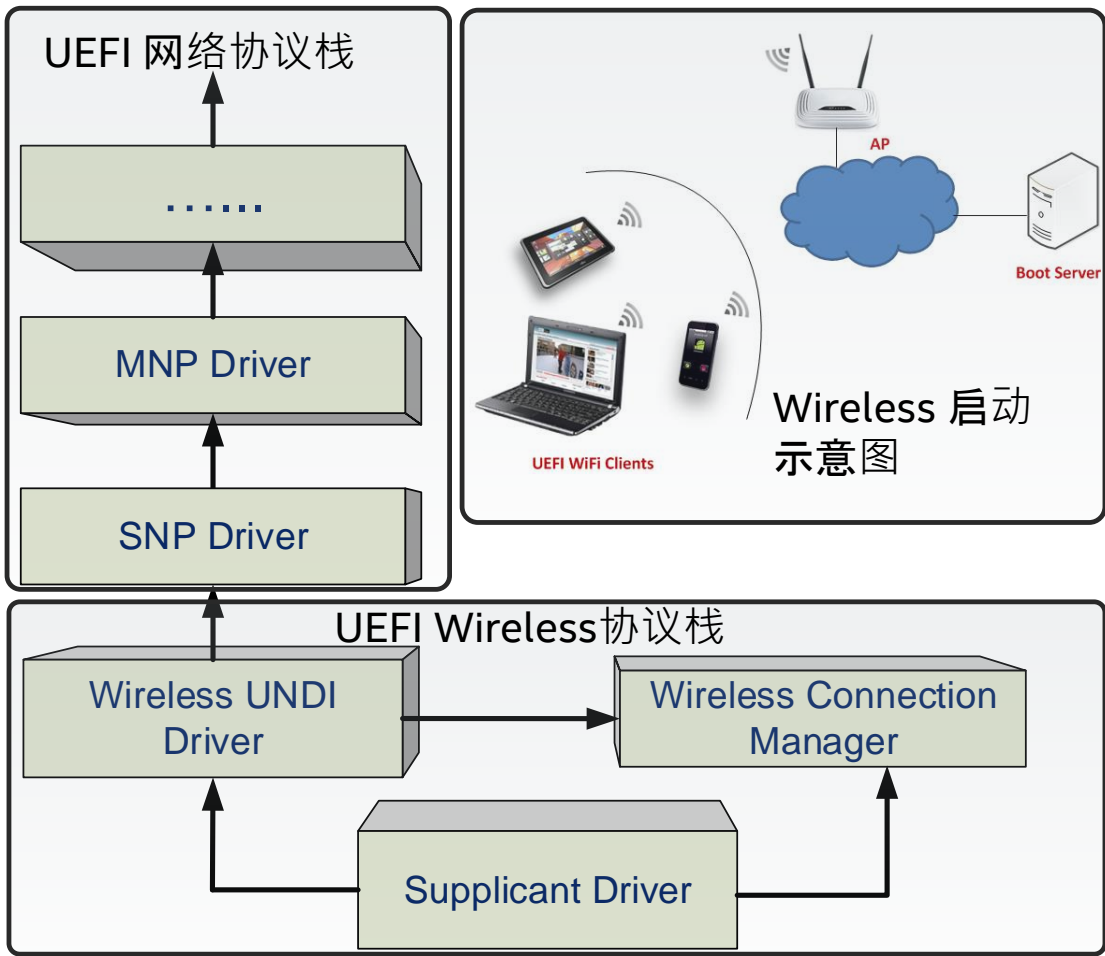 UEFI 网络协议栈
......
MNP Driver
SNP Driver
AP
Boot Server
UEFI WiFi Clients
Wireless 启动
示意图
UEFI Wireless协议栈
Wireless UNDI
Driver
Wireless Connection
Manager
Supplicant Driver